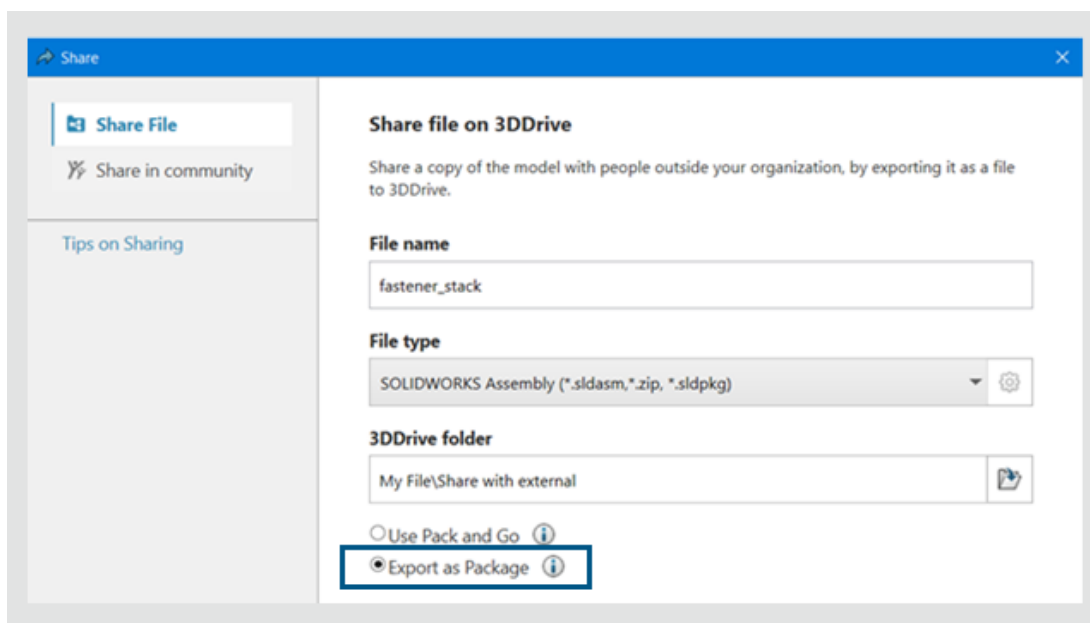 Share
Share File
Share in community
Tips on Sharing
Share file on 3DDrive
Share a copy of the model with people outside your organization, by exporting it as a file
to 3DDrive.
File name
fastener_stack
File type
SOLIDWORKS Assembly (*.sldasm,*.zip, *.sldpkg)
3DDrive folder
My File\Share with external
Use Pack and Go
Export as Package